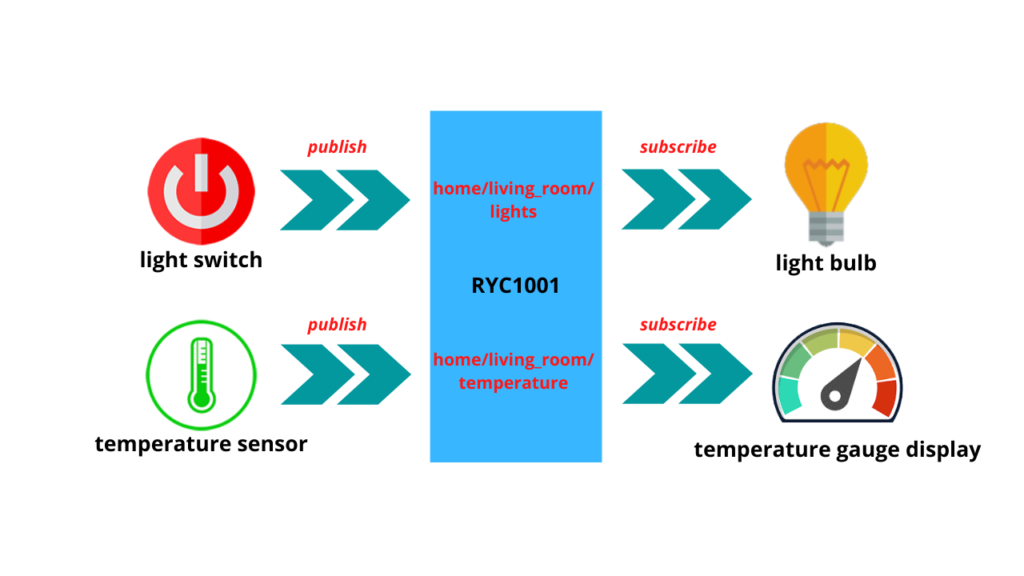 publish
subscribe
home/living_room/
lights
light switch
light bulb
RYC1001
publish
subscribe
home/living_room/
temperature
temperature sensor
temperature gauge display